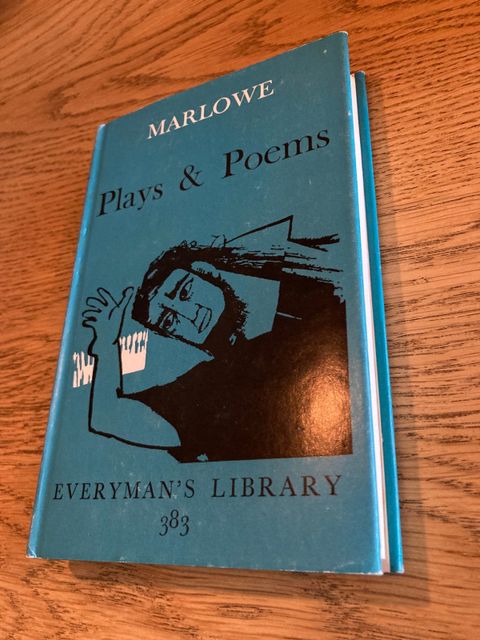 MARLOWE
Plays & Poems
EVERYMAN'S LIBRARY
383